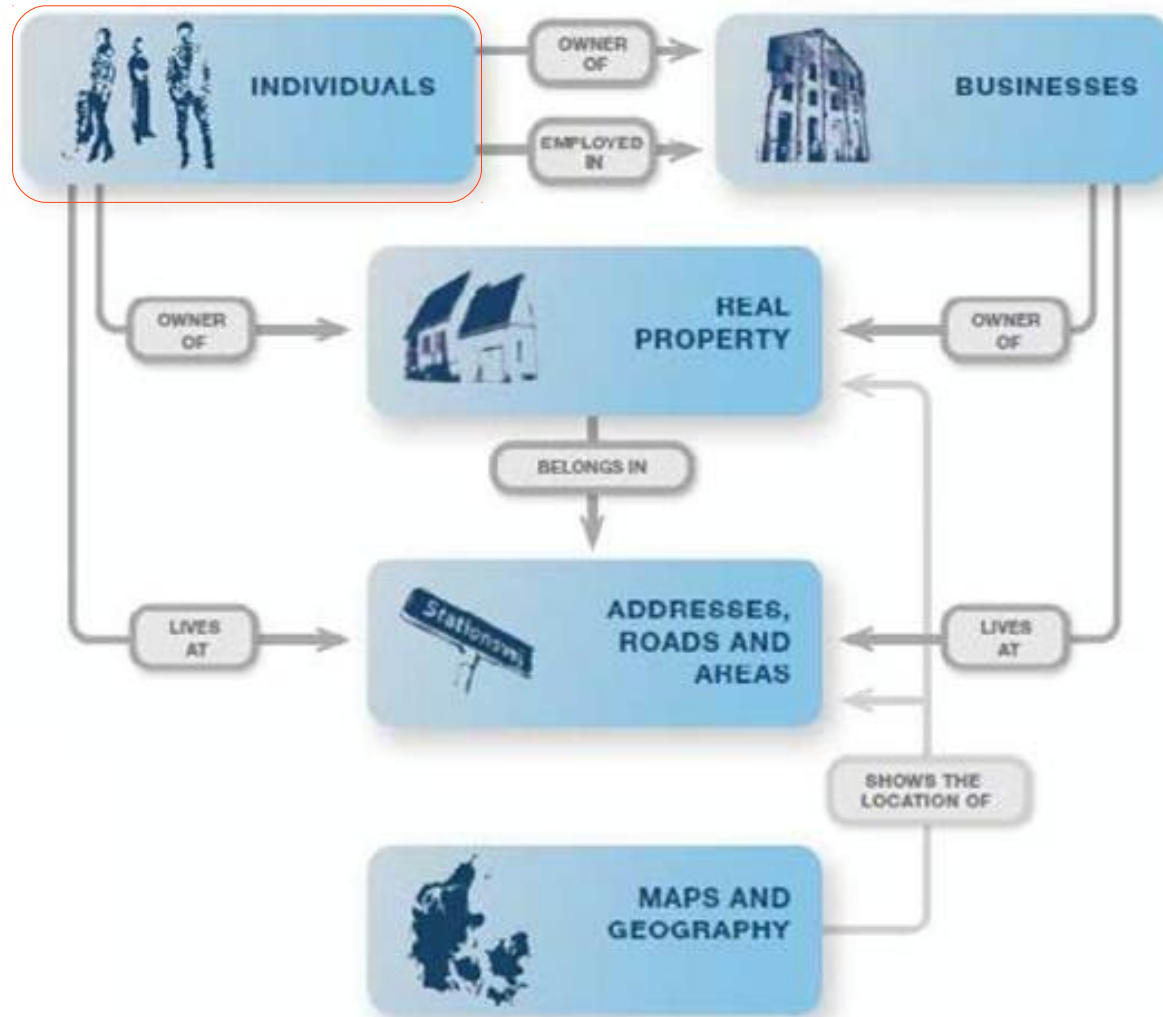 INDIVIDUALS
OWNER
OF
EMPLOYED
IN
BUSINESSES
OWNER
OF
REAL
PROPERTY
OWNER
OF
BELONGS IN
LIVES
AT
Stationsvej
ADDRESSES,
ROADS AND
AREAS
LIVES
AT
SHOWS THE
LOCATION OF
MAPS AND
GEOGRAPHY